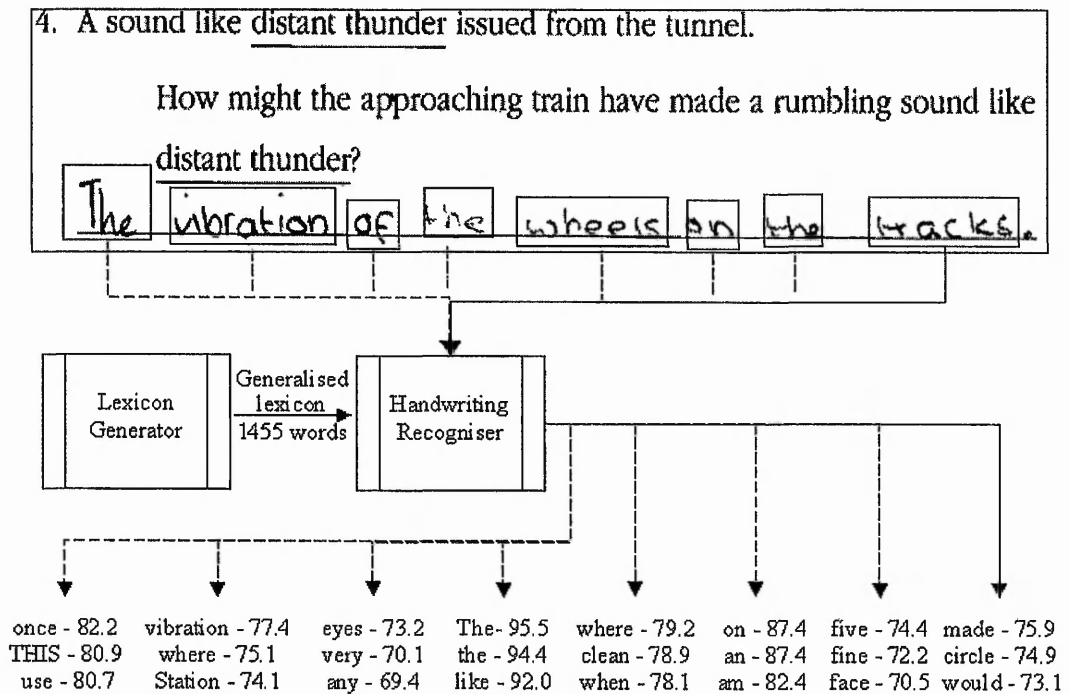 4. A sound like distant thunder issued from the tunnel.
How might the approaching train have made a rumbling sound like
distant thunder?
The vibration of the wheels on the tracks.
Lexicon
Generator
Generalised
lexicon
1455 words
Handwriting
Recogniser
once - 82.2 vibration - 77.4 eyes - 73.2 The- 95.5 where - 79.2 on - 87.4 five - 74.4 made - 75.9
THIS - 80.9 where - 75.1 very - 70.1 the - 94.4 clean - 78.9 an - 87.4 fine - 72.2 circle - 74.9
use - 80.7 Station - 74.1 any - 69.4 like - 92.0 when - 78.1 am - 82.4 face - 70.5 would - 73.1